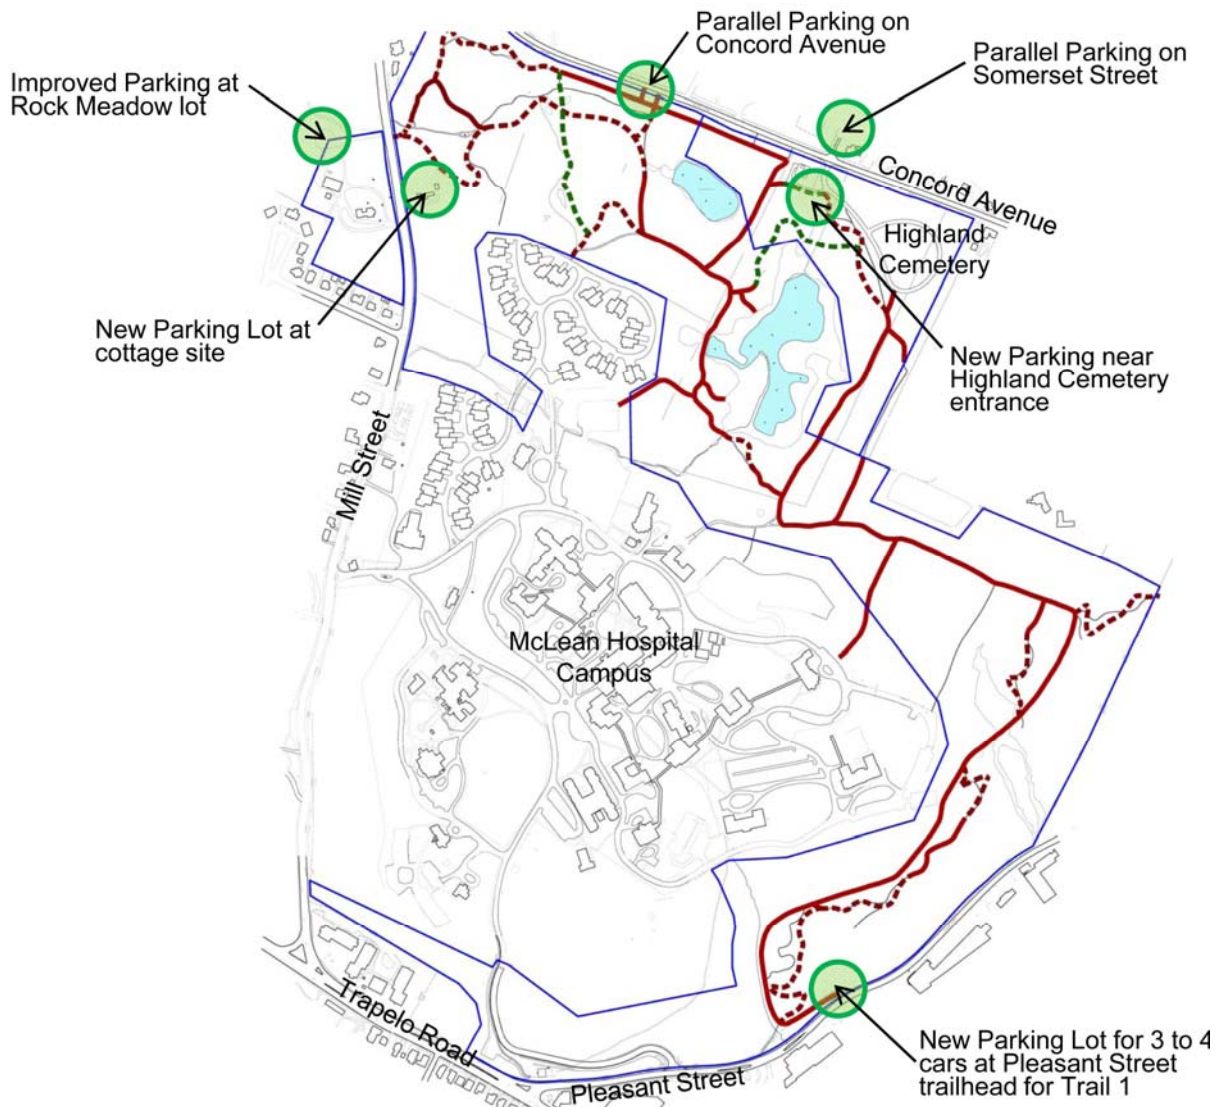 Parallel Parking on
Concord Avenue
Parallel Parking on
Somerset Street
Improved Parking at
Rock Meadow lot
Concord Avenue
Highland
Cemetery
New Parking Lot at
cottage site
New Parking near
Highland Cemetery
entrance
Mill Street
McLean Hospital
Campus
Trapelo Road
Pleasant Street
New Parking Lot for 3 to 4
cars at Pleasant Street
trailhead for Trail 1